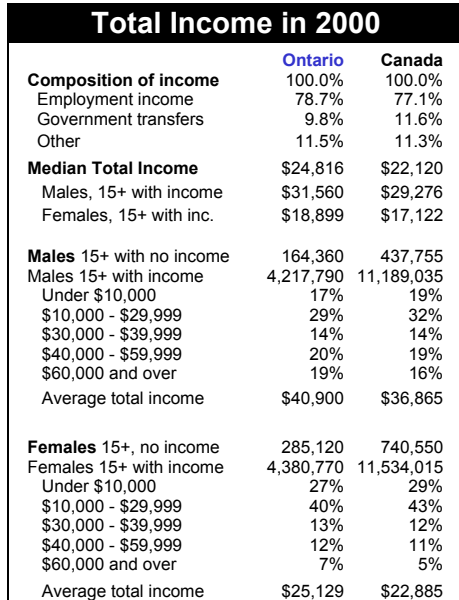 Total Income in 2000
Ontario Canada
Composition of income 100.0% 100.0%
Employment income 78.7% 77.1%
Government transfers 9.8% 11.6%
Other 11.5% 11.3%
Median Total Income $24,816 $22,120
Males, 15+ with income $31,560 $29,276
Females, 15+ with inc. $18,899 $17,122
Males 15+ with no income 164,360 437,755
Males 15+ with income 4,217,790 11,189,035
Under $10,000 17% 19%
$10,000 - $29,999 29% 32%
$30,000 - $39,999 14% 14%
$40,000 - $59,999 20% 19%
$60,000 and over 19% 16%
Average total income $40,900 $36,865
Females 15+, no income 285,120 740,550
Females 15+ with income 4,380,770 11,534,015
Under $10,000 27% 29%
$10,000 - $29,999 40% 43%
$30,000 - $39,999 13% 12%
$40,000 - $59,999 12% 11%
$60,000 and over 7% 5%
Average total income $25,129 $22,885